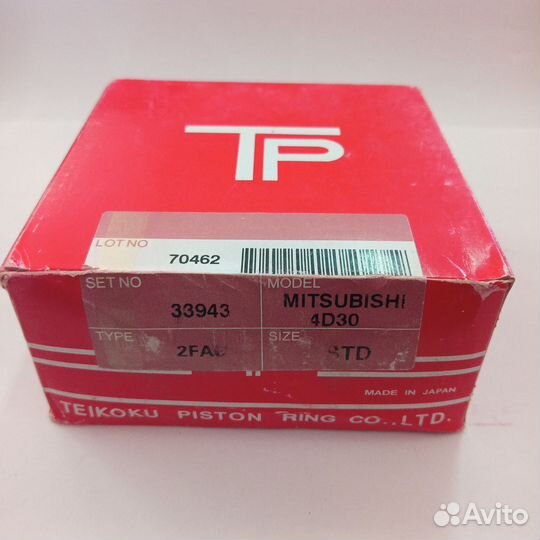 TP
LOT NO 70462
SET NO 33943 MODEL MITSUBISHI
4D30
TYPE SIZE STD
MADE IN JAPAN
TEIKOKU PISTON RING CO.,LTD.
Avito